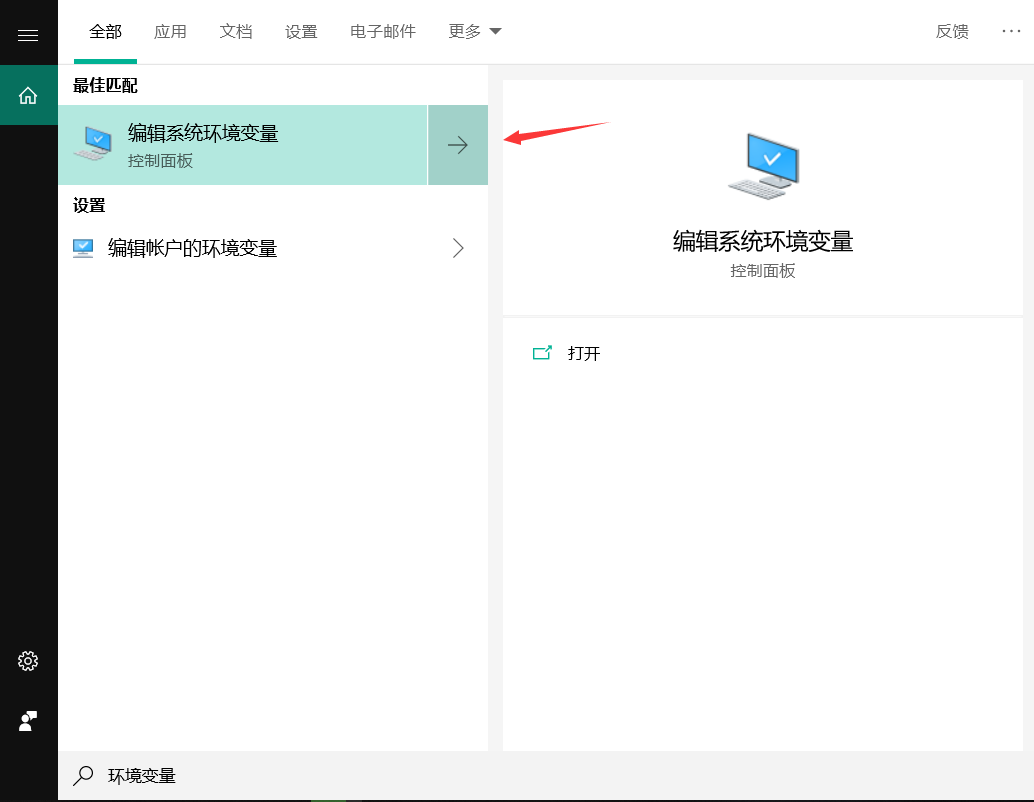 全部 应用 文档 设置 电子邮件 更多 反馈
最佳匹配
编辑系统环境变量
控制面板
设置
编辑帐户的环境变量
编辑系统环境变量
控制面板
打开
环境变量